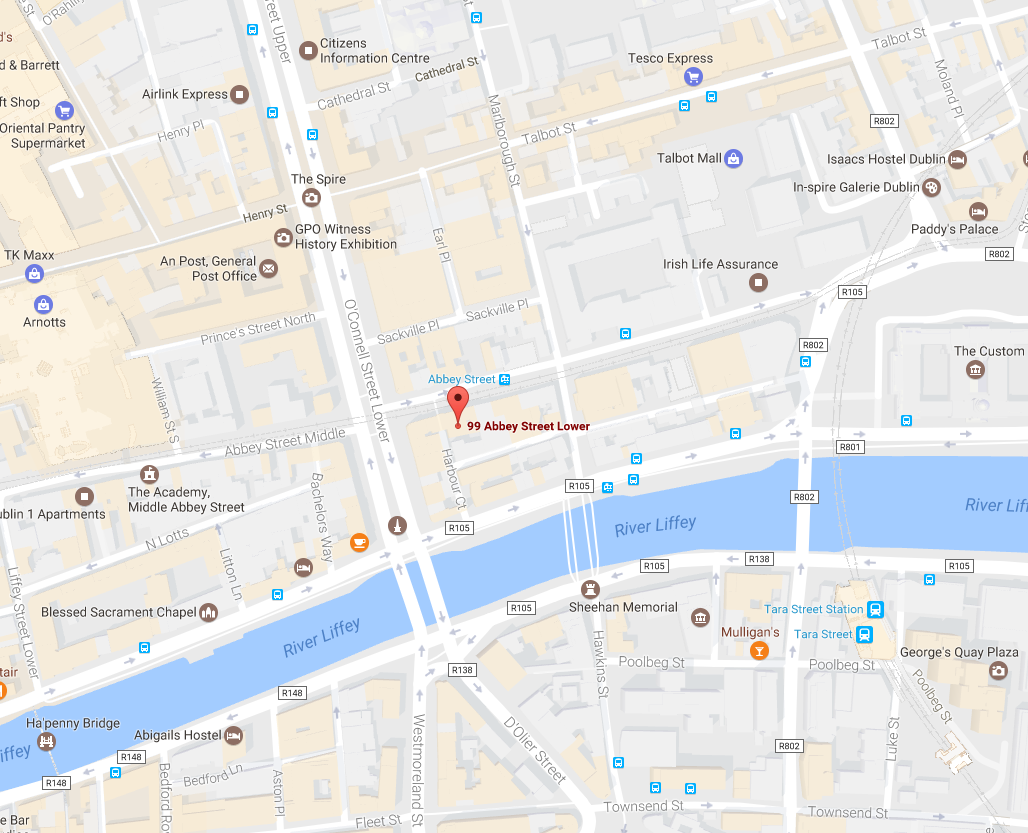 O'Rahilly
Street Upper
Citizens
Information Centre
Cathedral St
Cathedral St
Talbot St
Tesco Express
Moland Pl
d & Barrett
Airlink Express
ft Shop
Oriental Pantry
Supermarket
Henry Pl
Marlborough St
Talbot St
R802
Talbot Mall
Isaacs Hostel Dublin
In-spire Galerie Dublin
The Spire
Henry St
GPO Witness
History Exhibition
Earl Pl
Paddy's Palace
TK Maxx
An Post, General
Post Office
R802
Irish Life Assurance
R105
Arnotts
Prince's Street North
O'Connell Street Lower
Sackville Pl
Sackville Pl
R802
The Custom
Abbey Street
William St S
99 Abbey Street Lower
Abbey Street Middle
R801
Harbour Ct
The Academy,
Middle Abbey Street
ublin 1 Apartments
Bachelors Way
R105
R802
River Liffey
River Liff
R105
N Lotts
Litton Ln
Liffey Street Lower
R138
R105
R105
Blessed Sacrament Chapel
R105
Sheehan Memorial
Tara Street Station
River Liffey
Mulligan's
Tara Street
Hawkins St
Poolbeg St
Poolbeg St
George's Quay Plaza
R138
tair
R148
Poolbeg St
Ha'penny Bridge
Abigails Hostel
D'Olier Street
Westmoreland St
Luke St
R802
iffey
R148
R148
Bedford Ln
Bedford Ro
Aston Pl
Townsend St
Townsend St
Fleet St
e Bar